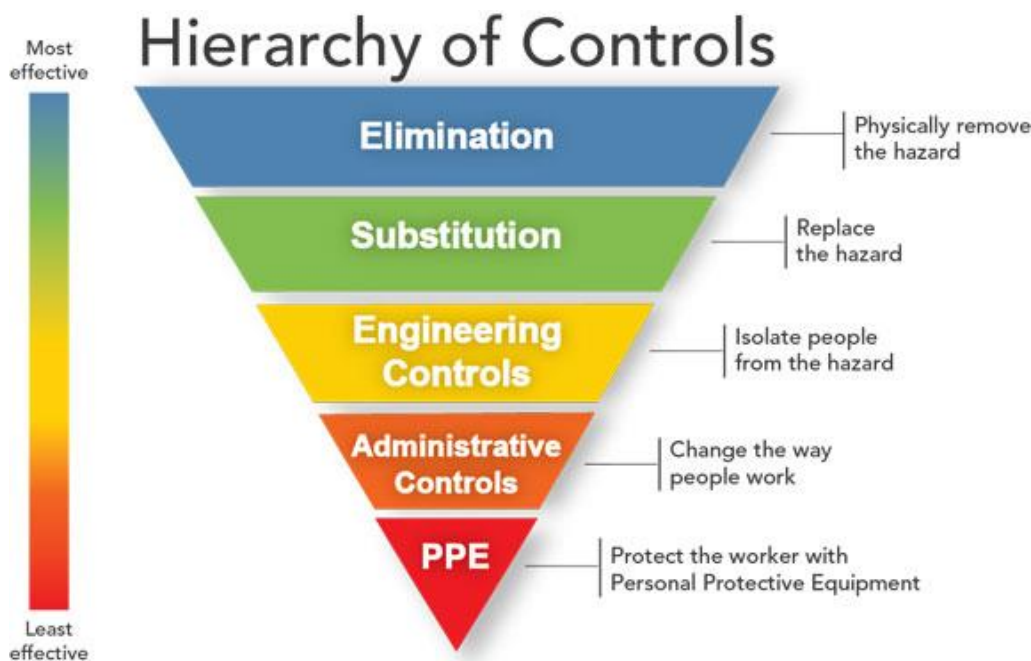 Hierarchy of Controls
Most
effective
Elimination
Physically remove
the hazard
Substitution
Replace
the hazard
Engineering
Controls
Isolate people
from the hazard
Administrative
Controls
Change the way
people work
PPE
Protect the worker with
Personal Protective Equipment
Least
effective